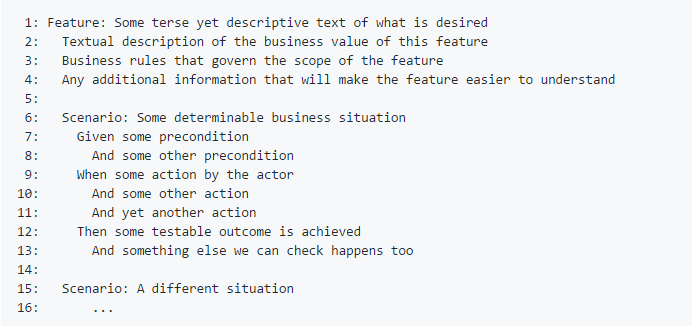 1: Feature: Some terse yet descriptive text of what is desired
2:   Textual description of the business value of this feature
3:   Business rules that govern the scope of the feature
4:   Any additional information that will make the feature easier to understand
5:
6:   Scenario: Some determinable business situation
7:     Given some precondition
8:       And some other precondition
9:     When some action by the actor
10:       And some other action
11:       And yet another action
12:     Then some testable outcome is achieved
13:       And something else we can check happens too
14:
15:   Scenario: A different situation
16:       ...